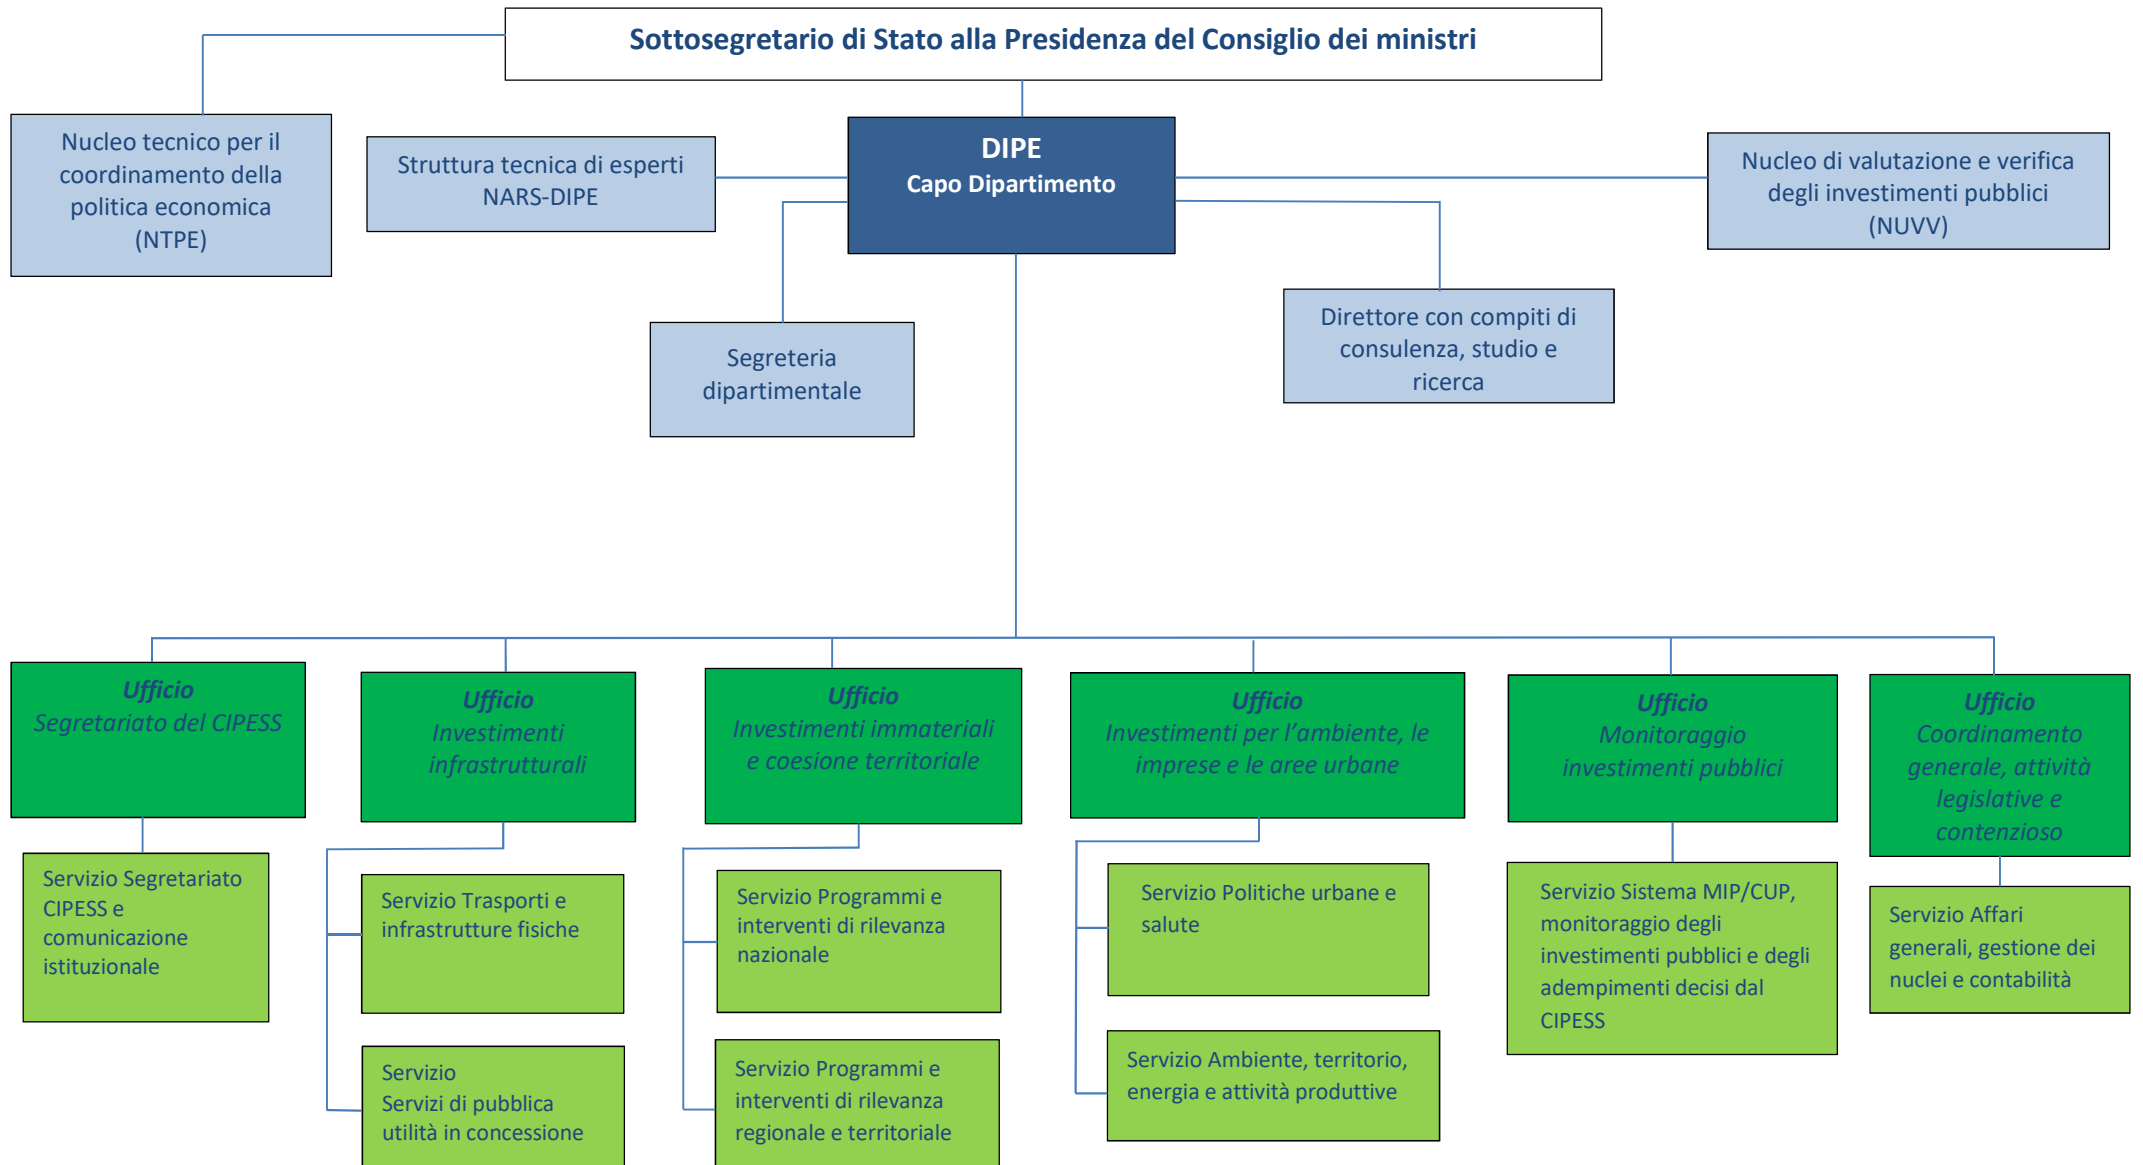 Sottosegretario di Stato alla Presidenza del Consiglio dei ministri
Nucleo tecnico per il
coordinamento della
politica economica
(NTPE)
Struttura tecnica di esperti
NARS-DIPE
DIPE
Capo Dipartimento
Nucleo di valutazione e verifica
degli investimenti pubblici
(NUVV)
Segreteria
dipartimentale
Direttore con compiti di
consulenza, studio e
ricerca
Ufficio
Segretariato del CIPESS
Ufficio
Investimenti
infrastrutturali
Ufficio
Investimenti immateriali
e coesione territoriale
Ufficio
Investimenti per l’ambiente, le
imprese e le aree urbane
Ufficio
Monitoraggio
investimenti pubblici
Ufficio
Coordinamento
generale, attività
legislative e
contenzioso
Servizio Segretariato
CIPESS e
comunicazione
istituzionale
Servizio Trasporti e
infrastrutture fisiche
Servizio Programmi e
interventi di rilevanza
nazionale
Servizio Politiche urbane e
salute
Servizio Sistema MIP/CUP,
monitoraggio degli
investimenti pubblici e degli
adempimenti decisi dal
CIPESS
Servizio Affari
generali, gestione dei
nuclei e contabilità
Servizio
Servizi di pubblica
utilità in concessione
Servizio Programmi e
interventi di rilevanza
regionale e territoriale
Servizio Ambiente, territorio,
energia e attività produttive